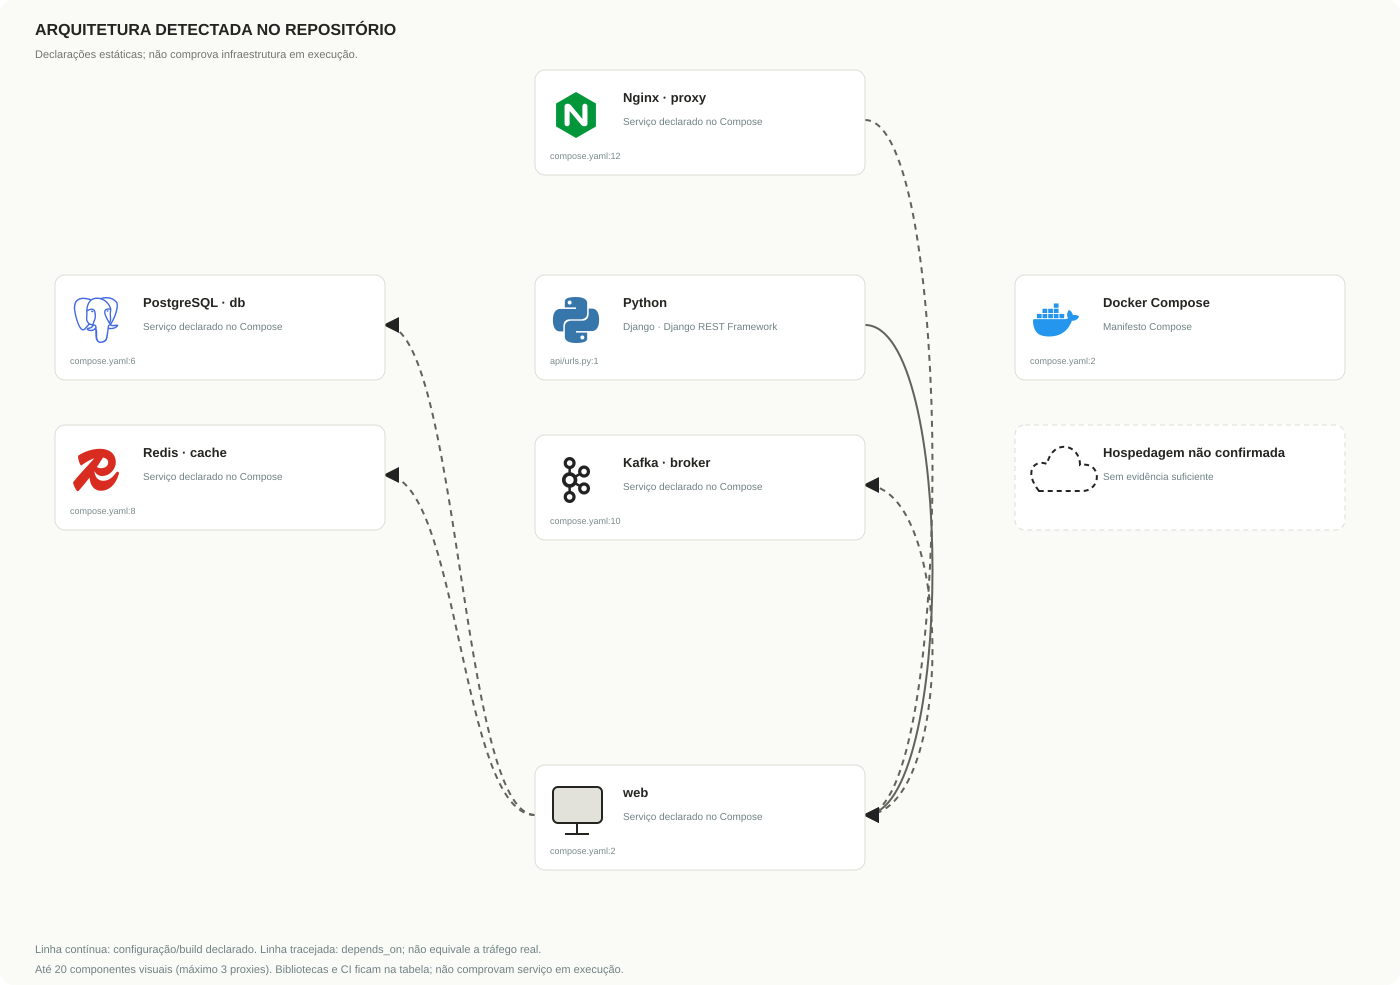 ARQUITETURA DETECTADA NO REPOSITÓRIO
Declarações estáticas; não comprova infraestrutura em execução.
Nginx · proxy
Serviço declarado no Compose
compose.yaml:12
PostgreSQL · db
Serviço declarado no Compose
compose.yaml:6
Python
Django · Django REST Framework
api/urls.py:1
Docker Compose
Manifesto Compose
compose.yaml:2
Redis · cache
Serviço declarado no Compose
compose.yaml:8
Kafka · broker
Serviço declarado no Compose
compose.yaml:10
Hospedagem não confirmada
Sem evidência suficiente
web
Serviço declarado no Compose
compose.yaml:2
Linha contínua: configuração/build declarado. Linha tracejada: depends_on; não equivale a tráfego real.
Até 20 componentes visuais (máximo 3 proxies). Bibliotecas e CI ficam na tabela; não comprovam serviço em execução.